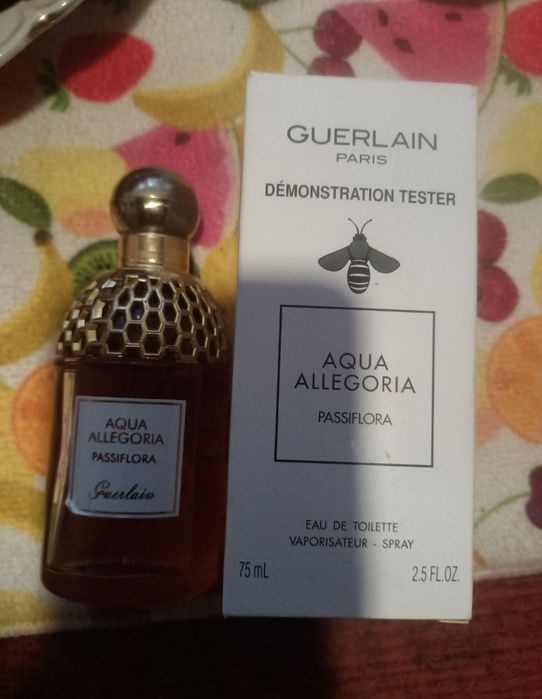 AQUA
ALLEGORIA
PASSIFLORA
Guerlain
GUERLAIN
PARIS
DÉMONSTRATION TESTER
AQUA
ALLEGORIA
PASSIFLORA
EAU DE TOILETTE
VAPORISATEUR - SPRAY
75 mL 2.5 FL.OZ.